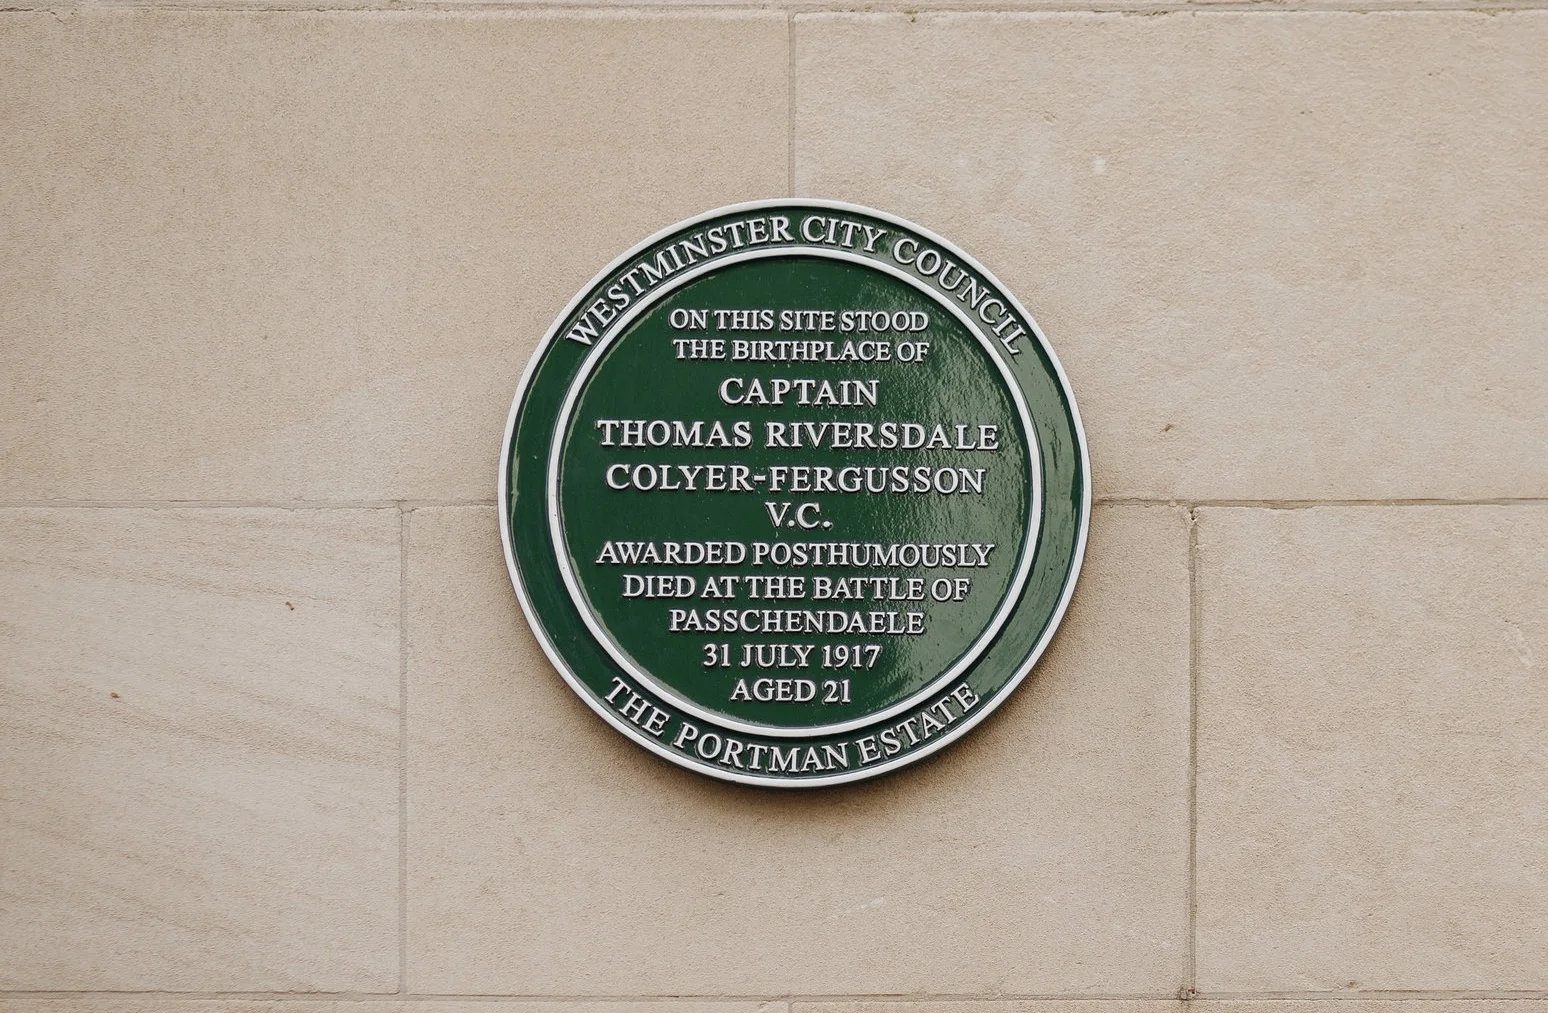 WESTMINSTER CITY COUNCIL
ON THIS SITE STOOD
THE BIRTHPLACE OF
CAPTAIN
THOMAS RIVERSDALE
COLYER-FERGUSSON
V.C.
AWARDED POSTHUMOUSLY
DIED AT THE BATTLE OF
PASSCHENDAELE
31 JULY 1917
AGED 21
THE PORTMAN ESTATE